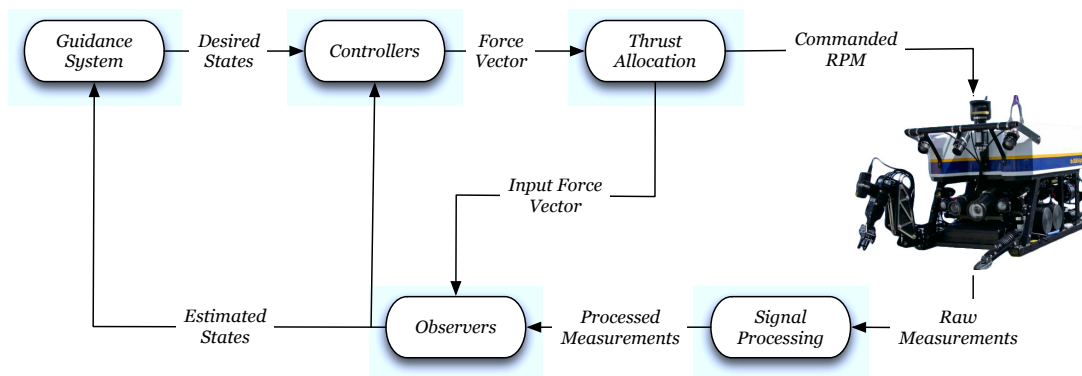 Guidance
System
Desired
States
Controllers
Force
Vector
Thrust
Allocation
Commanded
RPM
Input Force
Vector
Estimated
States
Observers
Processed
Measurements
Signal
Processing
Raw
Measurements